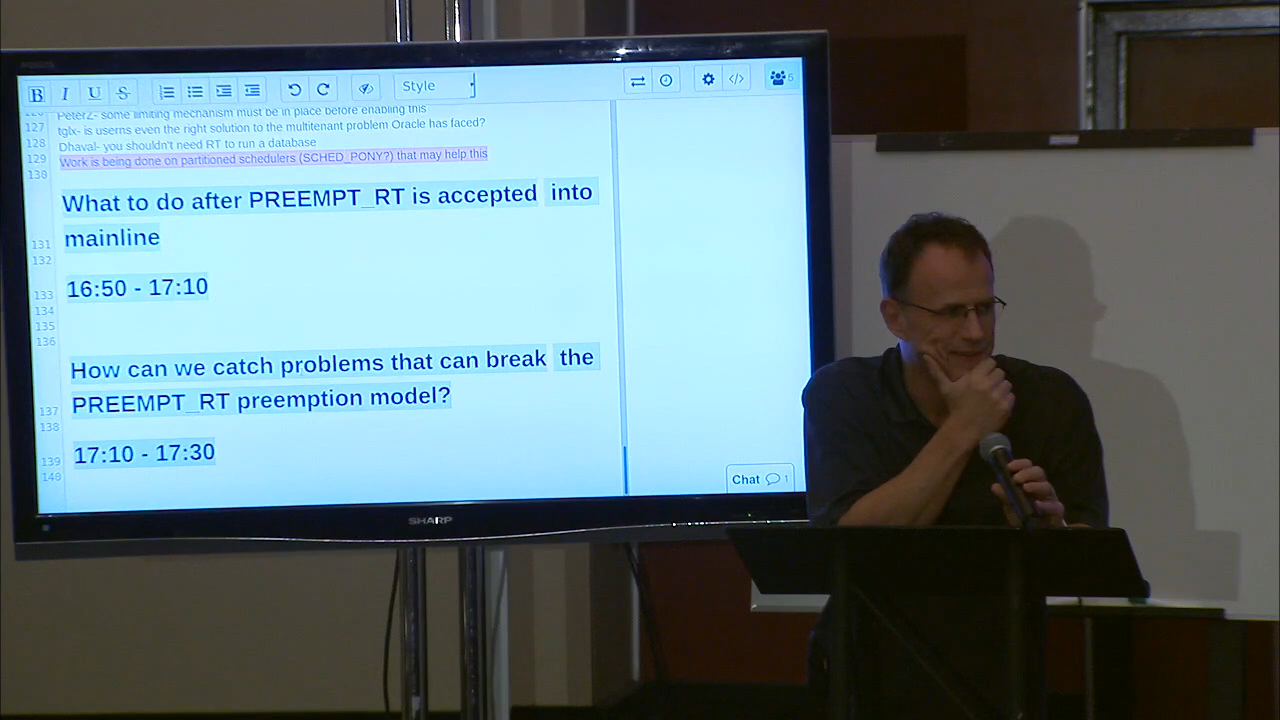 B I U S Style </> 6
PeterZ- some limiting mechanism must be in place before enabling this
127 tglx- is userns even the right solution to the multitenant problem Oracle has faced?
128 Dhaval- you shouldn't need RT to run a database
129 Work is being done on partitioned schedulers (SCHED_PONY?) that may help this
130
What to do after PREEMPT_RT is accepted into
131 mainline
132
133 16:50 - 17:10
134
135
136
How can we catch problems that can break the
137 PREEMPT_RT preemption model?
138
139 17:10 - 17:30
140
Chat 1
SHARP